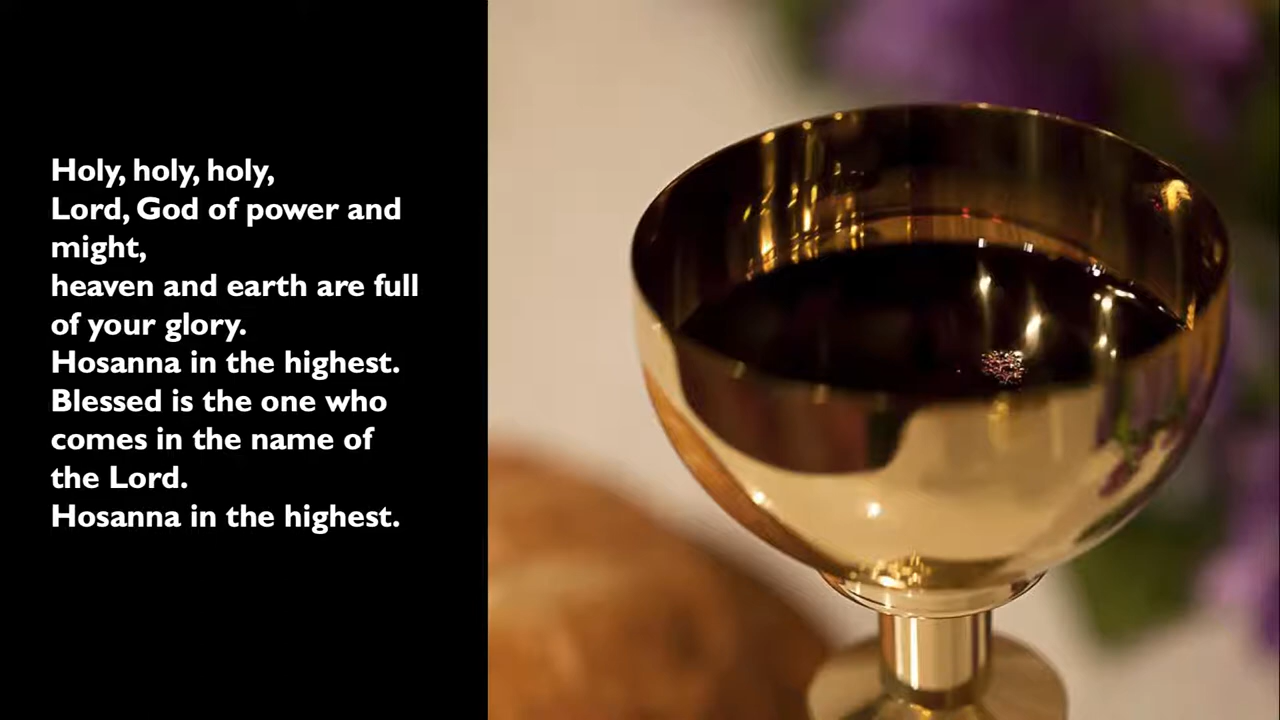 Holy, holy, holy,
Lord, God of power and
might,
heaven and earth are full
of your glory.
Hosanna in the highest.
Blessed is the one who
comes in the name of
the Lord.
Hosanna in the highest.